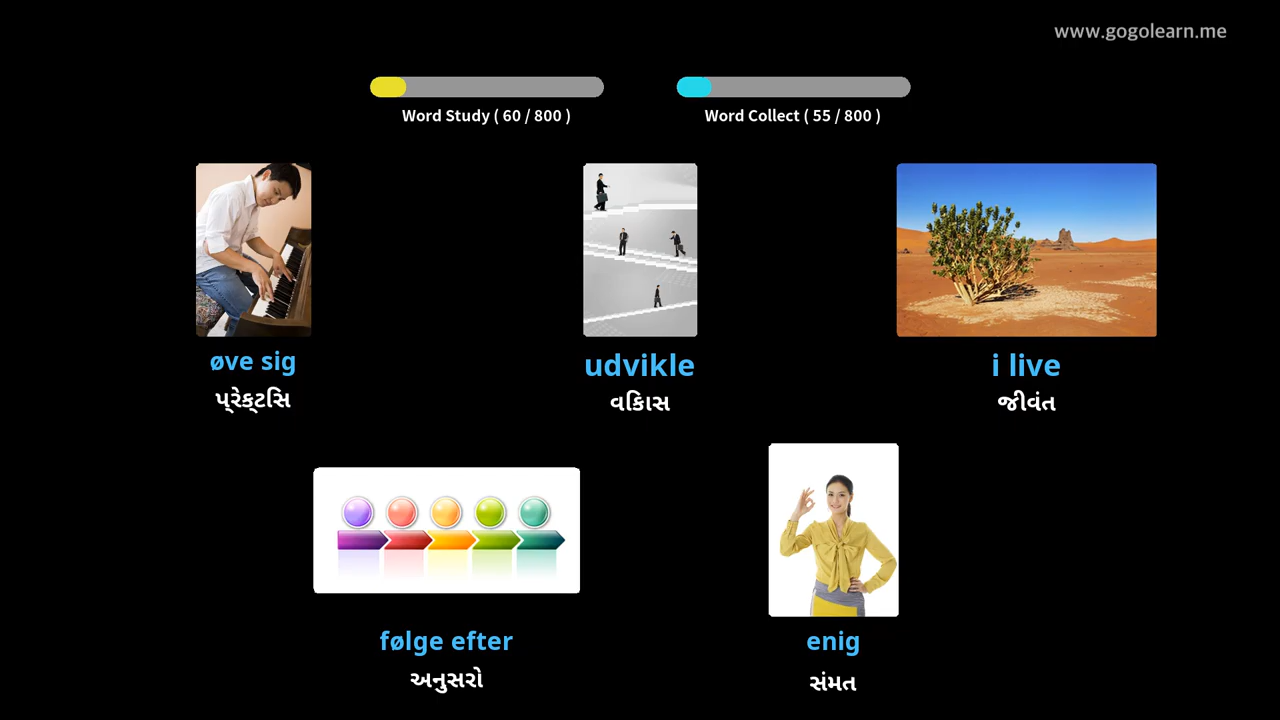 www.gogolearn.me
Word Study ( 60 / 800 )
Word Collect ( 55 / 800 )
øve sig
udvikle
i live
પ્રેક્ટિસ
વિકાસ
જીવંત
følge efter
enig
અનુસરો
સંમત